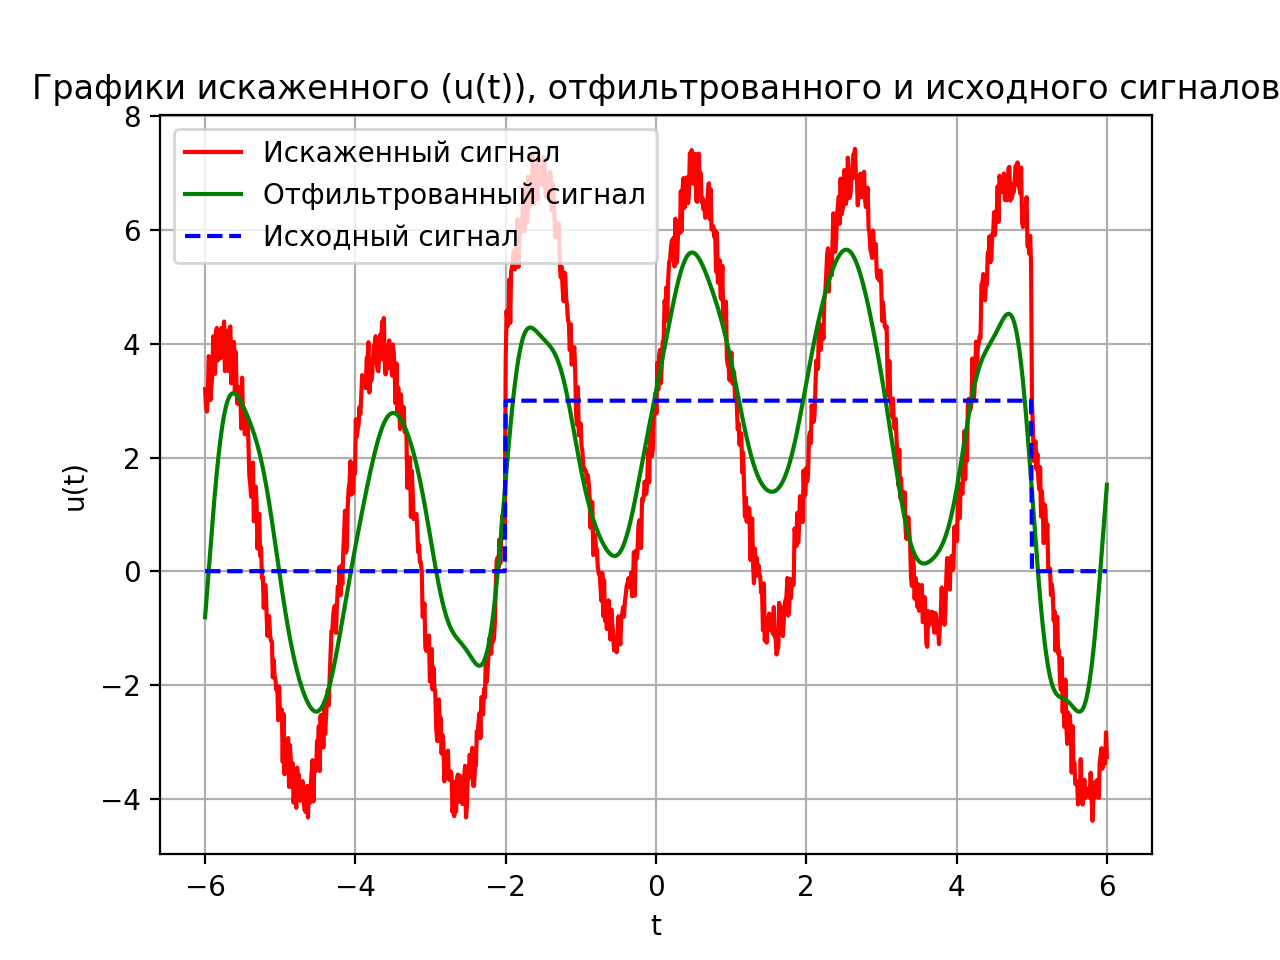 Графики искаженного (u(t)), отфильтрованного и исходного сигналов
8
6
4
2
0
−2
−4
u(t)
Искаженный сигнал
Отфильтрованный сигнал
Исходный сигнал
−6 −4 −2 0 2 4 6
t